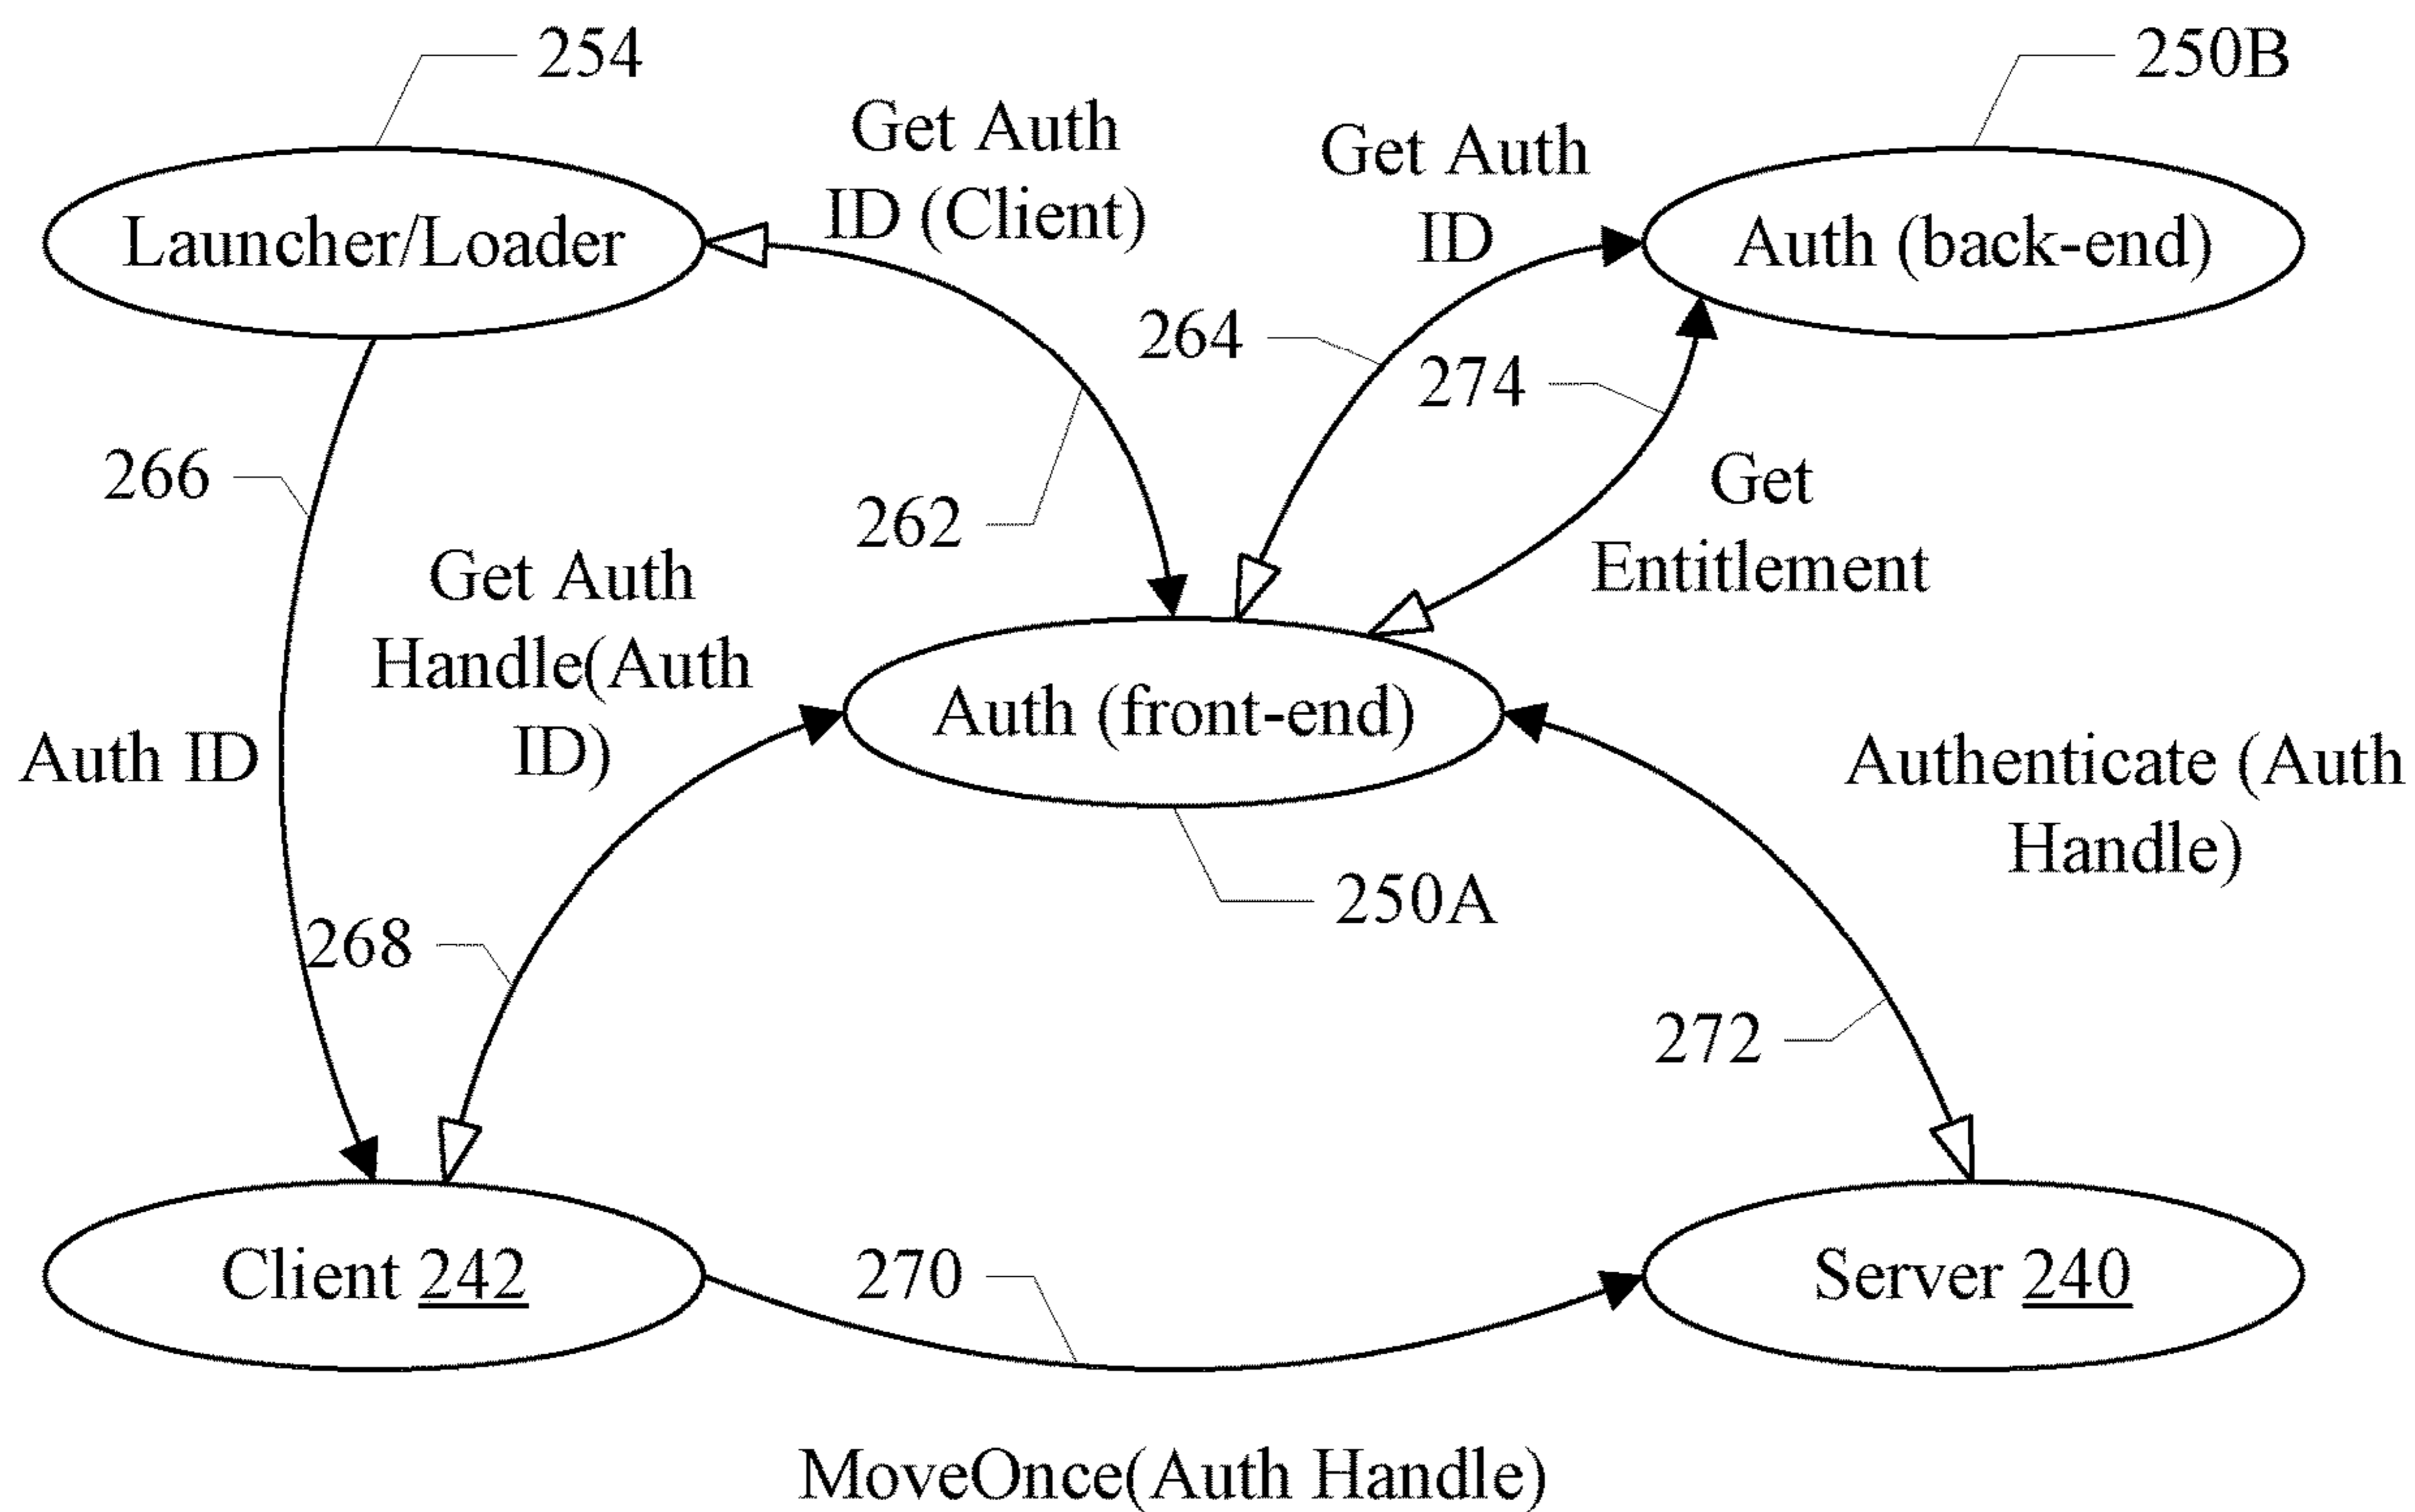 254
250B
Get Auth
ID (Client)
Get Auth
ID
Launcher/Loader
Auth (back-end)
264
274
266
262
Get
Entitlement
Get Auth
Handle(Auth
ID)
Auth (front-end)
Auth ID
Authenticate (Auth
Handle)
250A
268
272
Client 242
270
Server 240
MoveOnce(Auth Handle)